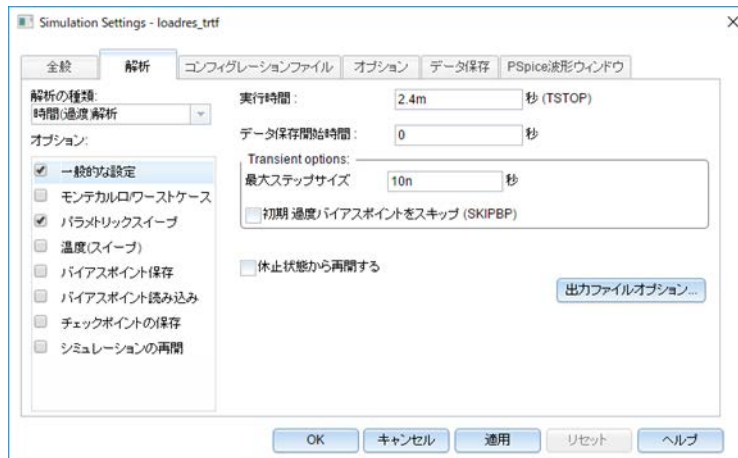 Simulation Settings - loadres_trtf
全般
解析
コンフィグレーションファイル
オプション
データ保存
PSpice波形ウィンドウ
解析の種類:
時間(過渡)解析
オプション:
一般的な設定
モンテカルロ/ワーストケース
パラメトリックスイープ
温度(スイープ)
バイアスポイント保存
バイアスポイント読み込み
チェックポイントの保存
シミュレーションの再開
実行時間 : 2.4m 秒 (TSTOP)
データ保存開始時間 : 0 秒
Transient options:
最大ステップサイズ 10n 秒
初期 過度バイアスポイントをスキップ (SKIPBP)
休止状態から再開する
出力ファイルオプション...
OK
キャンセル
適用
リセット
ヘルプ